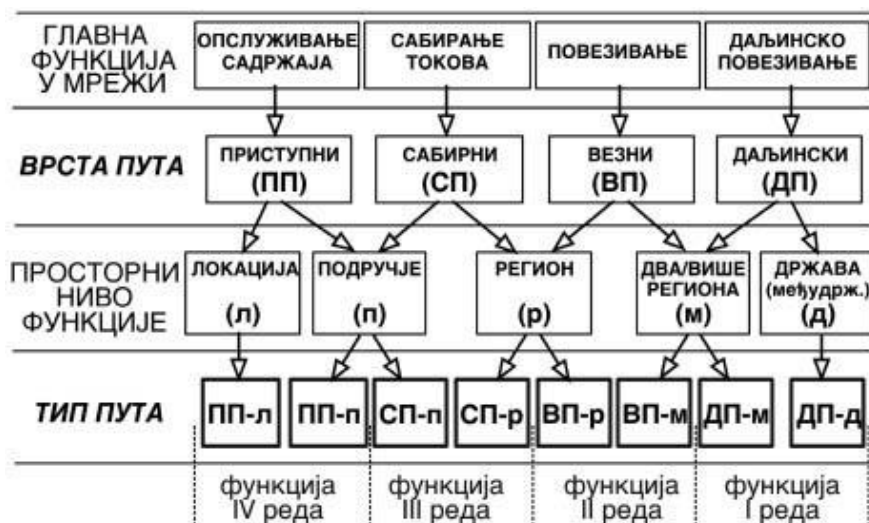 ГЛАВНА
ФУНКЦИЈА
У МРЕЖИ
ОПСЛУЖИВАЊЕ
САДРЖАЈА
САБИРАЊЕ
ТОКОВА
ПОВЕЗИВАЊЕ
ДАЉИНСКО
ПОВЕЗИВАЊЕ
ВРСТА ПУТА
ПРИСТУПНИ
(ПП)
САБИРНИ
(СП)
ВЕЗНИ
(ВП)
ДАЉИНСКИ
(ДП)
ПРОСТОРНИ
НИВО
ФУНКЦИЈЕ
ЛОКАЦИЈА
(л)
ПОДРУЧЈЕ
(п)
РЕГИОН
(р)
ДВА/ВИШЕ
РЕГИОНА
(м)
ДРЖАВА
(међудрж.)
(д)
ТИП ПУТА
ПП-л
ПП-п
СП-п
СП-р
ВП-р
ВП-м
ДП-м
ДП-д
функција
IV реда
функција
III реда
функција
II реда
функција
I реда